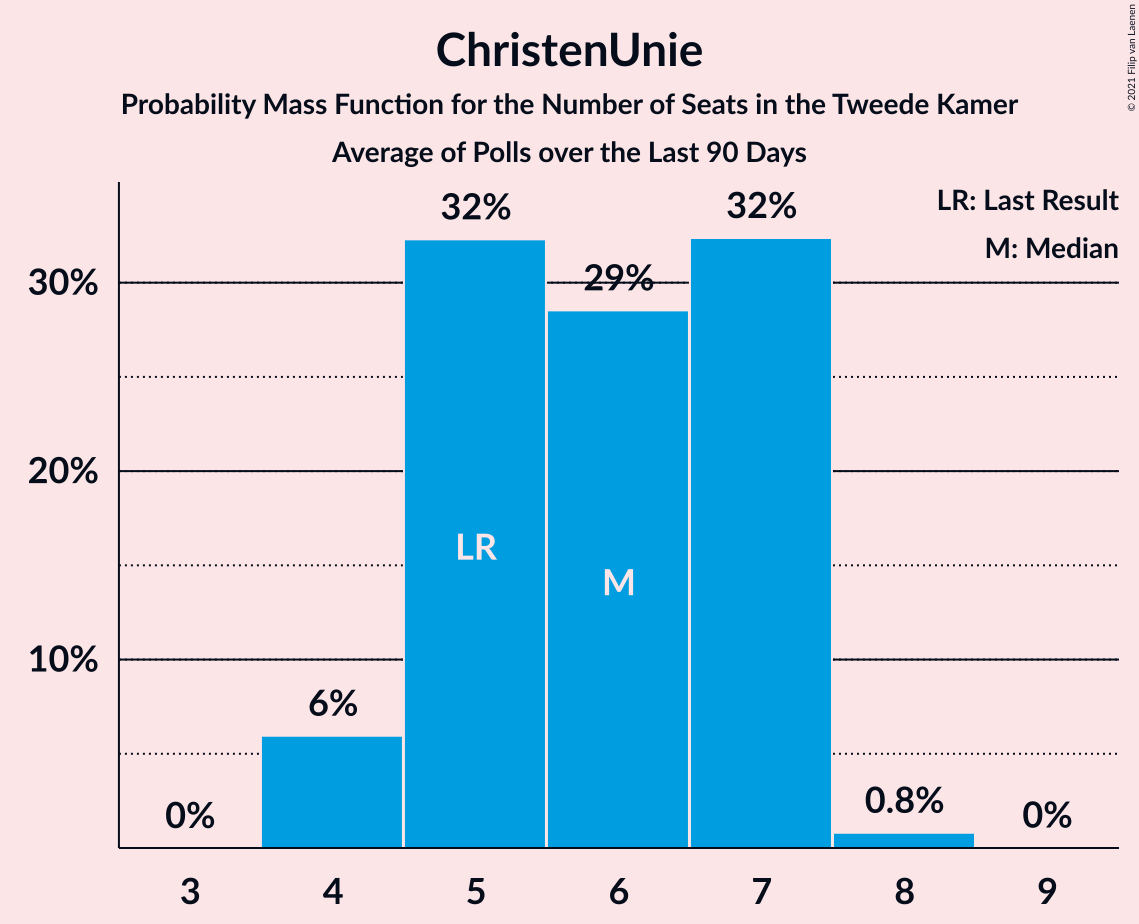 ChristenUnie
Probability Mass Function for the Number of Seats in the Tweede Kamer
Average of Polls over the Last 90 Days
© 2021 Filip van Laenen
LR: Last Result
M: Median
32%
29%
32%
30%
20%
10%
LR
M
0%
6%
0.8%
0%
3 4 5 6 7 8 9